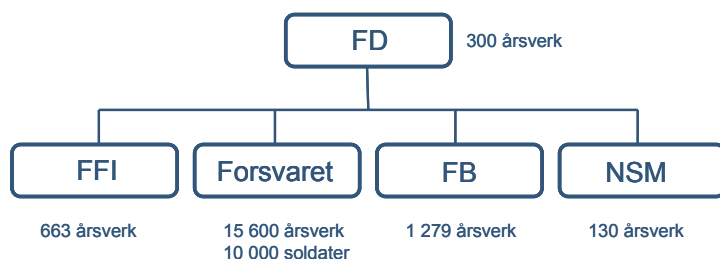 FD
300 årsverk
FFI
Forsvaret
FB
NSM
663 årsverk
15 600 årsverk
10 000 soldater
1 279 årsverk
130 årsverk